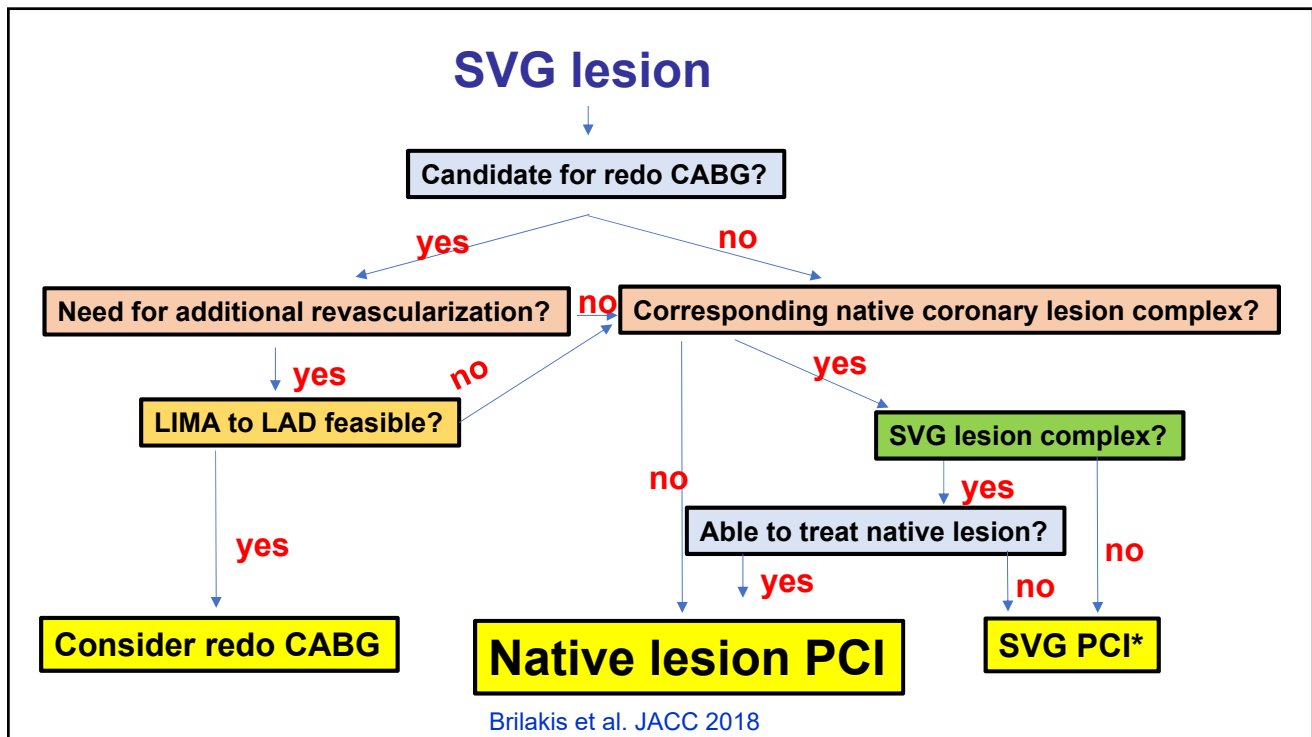 SVG lesion
Candidate for redo CABG?
yes
no
Need for additional revascularization?
no
Corresponding native coronary lesion complex?
yes
no
yes
LIMA to LAD feasible?
SVG lesion complex?
no
yes
Able to treat native lesion?
yes
no
yes
no
Consider redo CABG
Native lesion PCI
SVG PCI*
Brilakis et al. JACC 2018